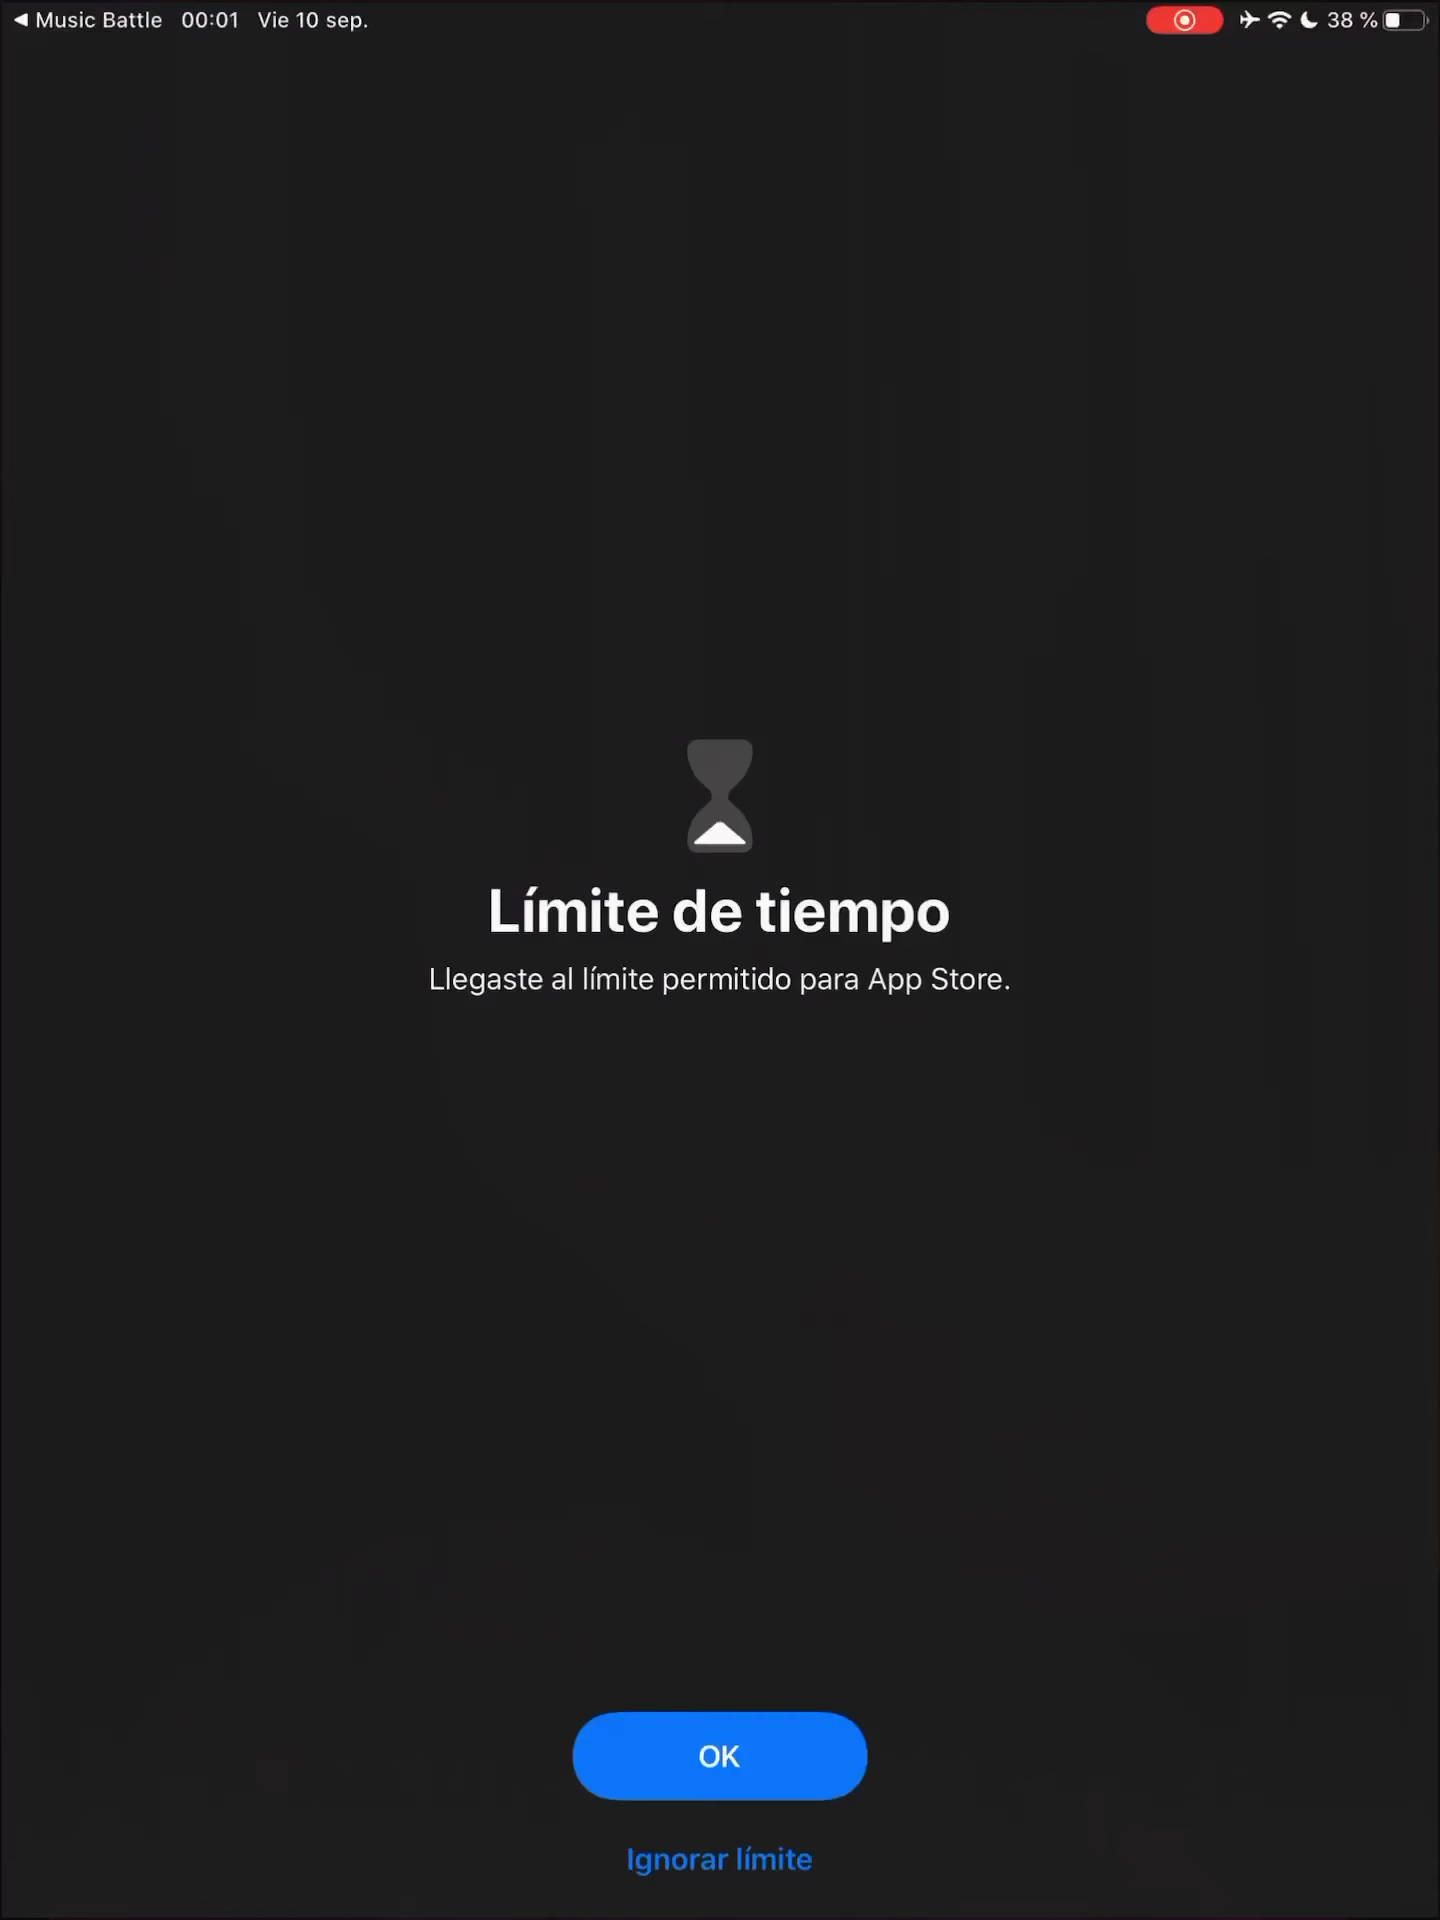 ◀ Music Battle 00:01 Vie 10 sep. 38 %
Límite de tiempo
Llegaste al límite permitido para App Store.
OK
Ignorar límite